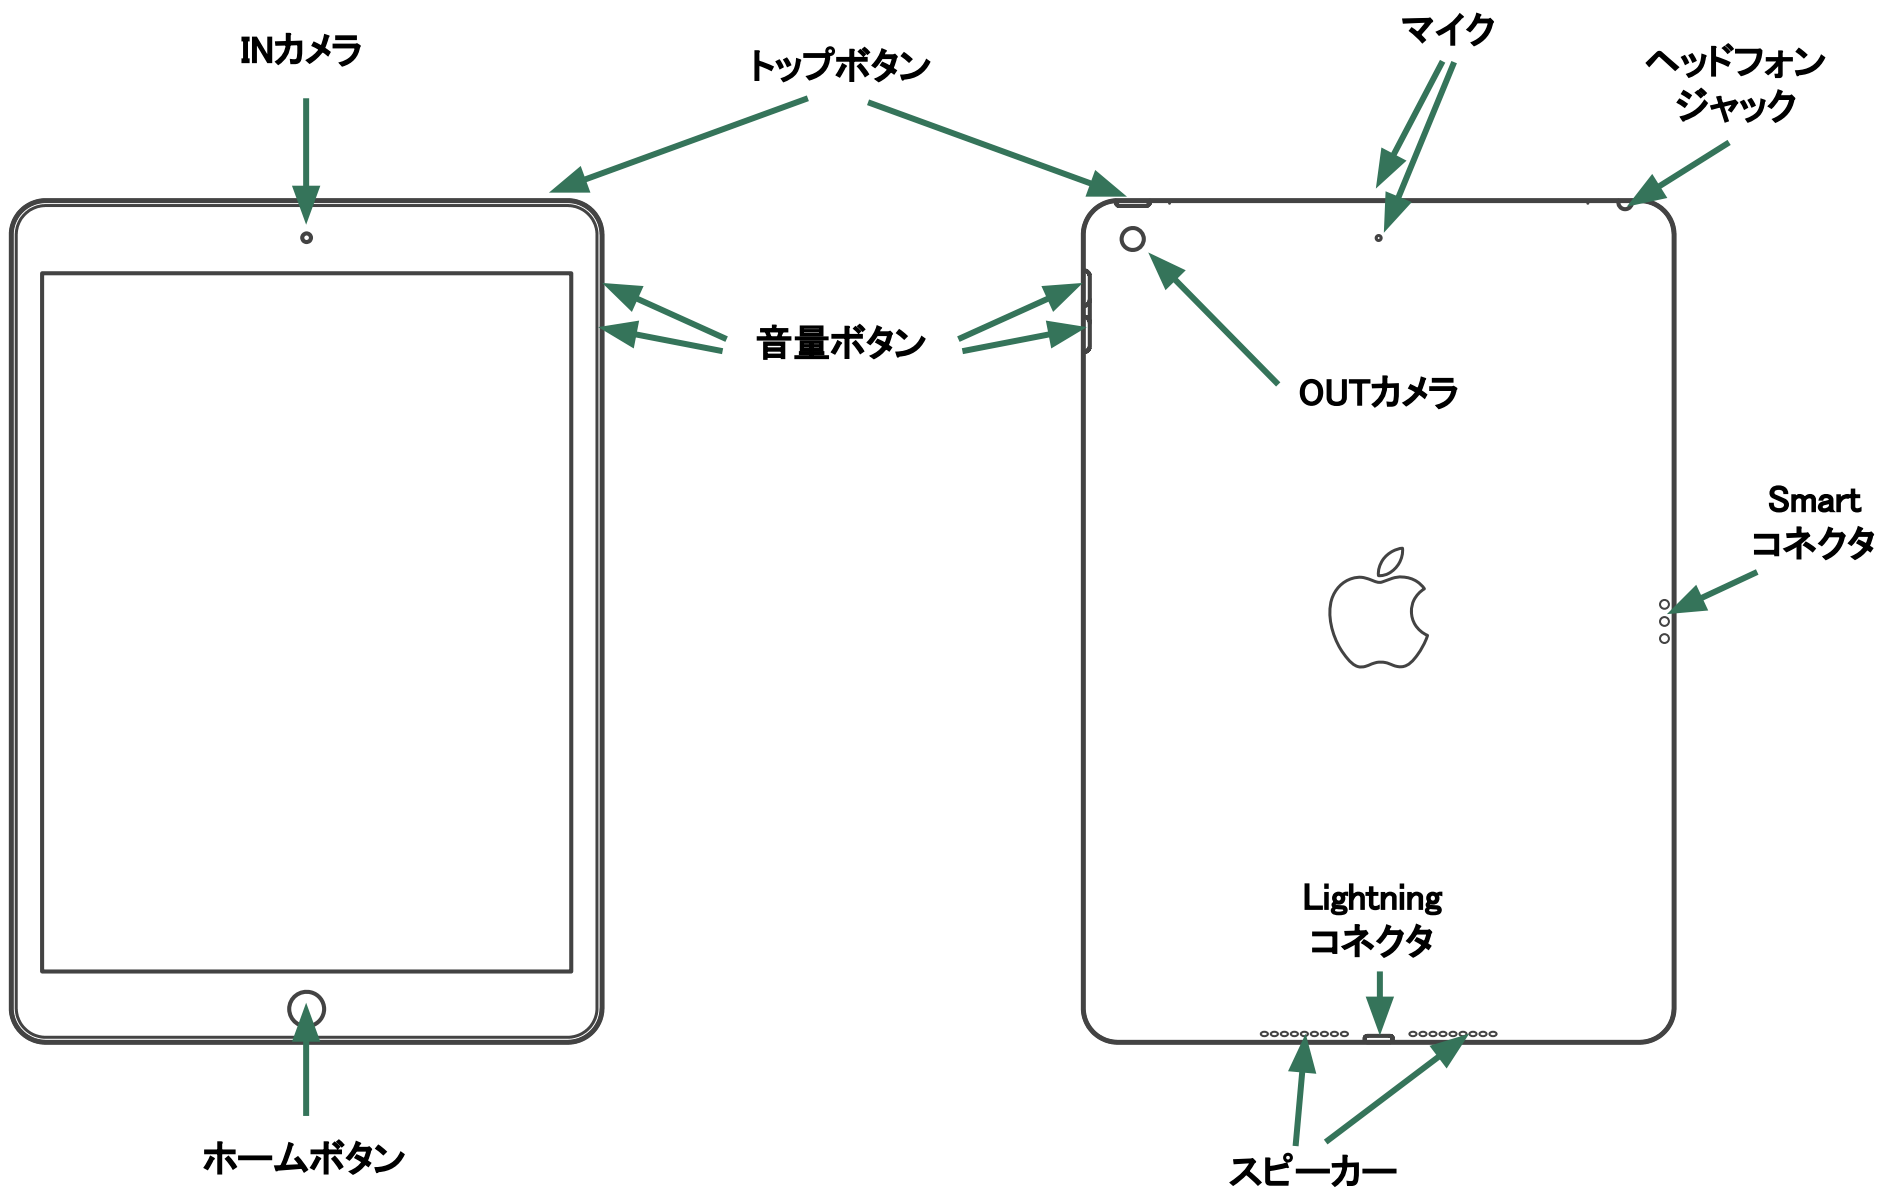 INカメラ
トップボタン
マイク
ヘッドフォン
ジャック
音量ボタン
OUTカメラ
Smart
コネクタ
Lightning
コネクタ
ホームボタン
スピーカー